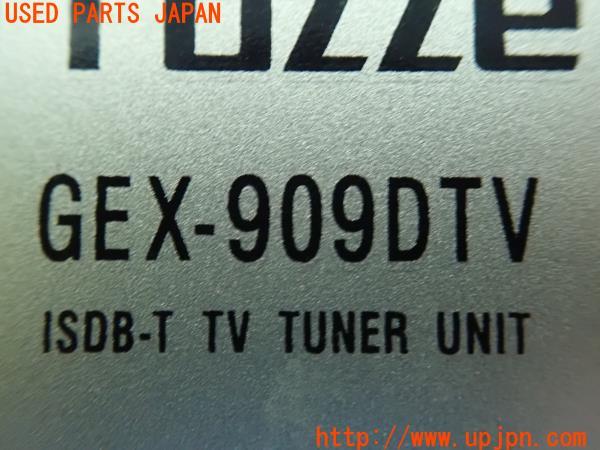 USED PARTS JAPAN
GEX-909DTV
ISDB-T TV TUNER UNIT
http://www.upjpn.com